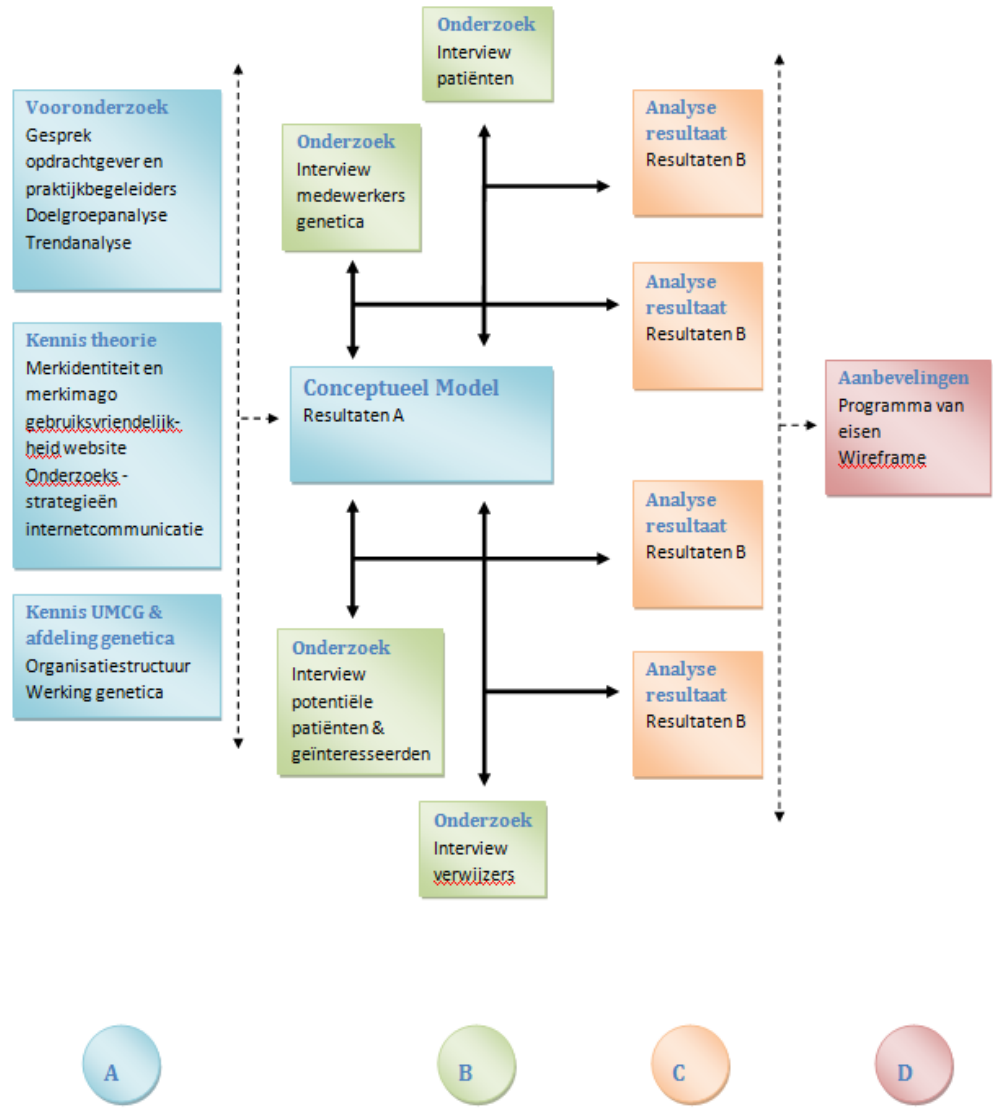 Vooronderzoek
Gesprek
opdrachtgever en
praktijkbegeleiders
Doelgroepanalyse
Trendanalyse
Kennis theorie
Merkidentiteit en
merkimago
gebruiksvriendelijk-
heid website
Onderzoeks -
strategieën
internetcommunicatie
Kennis UMCG &
afdeling genetica
Organisatiestructuur
Werking genetica
Onderzoek
Interview
patiënten
Onderzoek
Interview
medewerkers
genetica
Conceptueel Model
Resultaten A
Onderzoek
Interview
potentiële
patiënten &
geïnteresseerden
Onderzoek
Interview
verwijzers
Analyse
resultaat
Resultaten B
Analyse
resultaat
Resultaten B
Analyse
resultaat
Resultaten B
Analyse
resultaat
Resultaten B
Aanbevelingen
Programma van
eisen
Wireframe
A
B
C
D